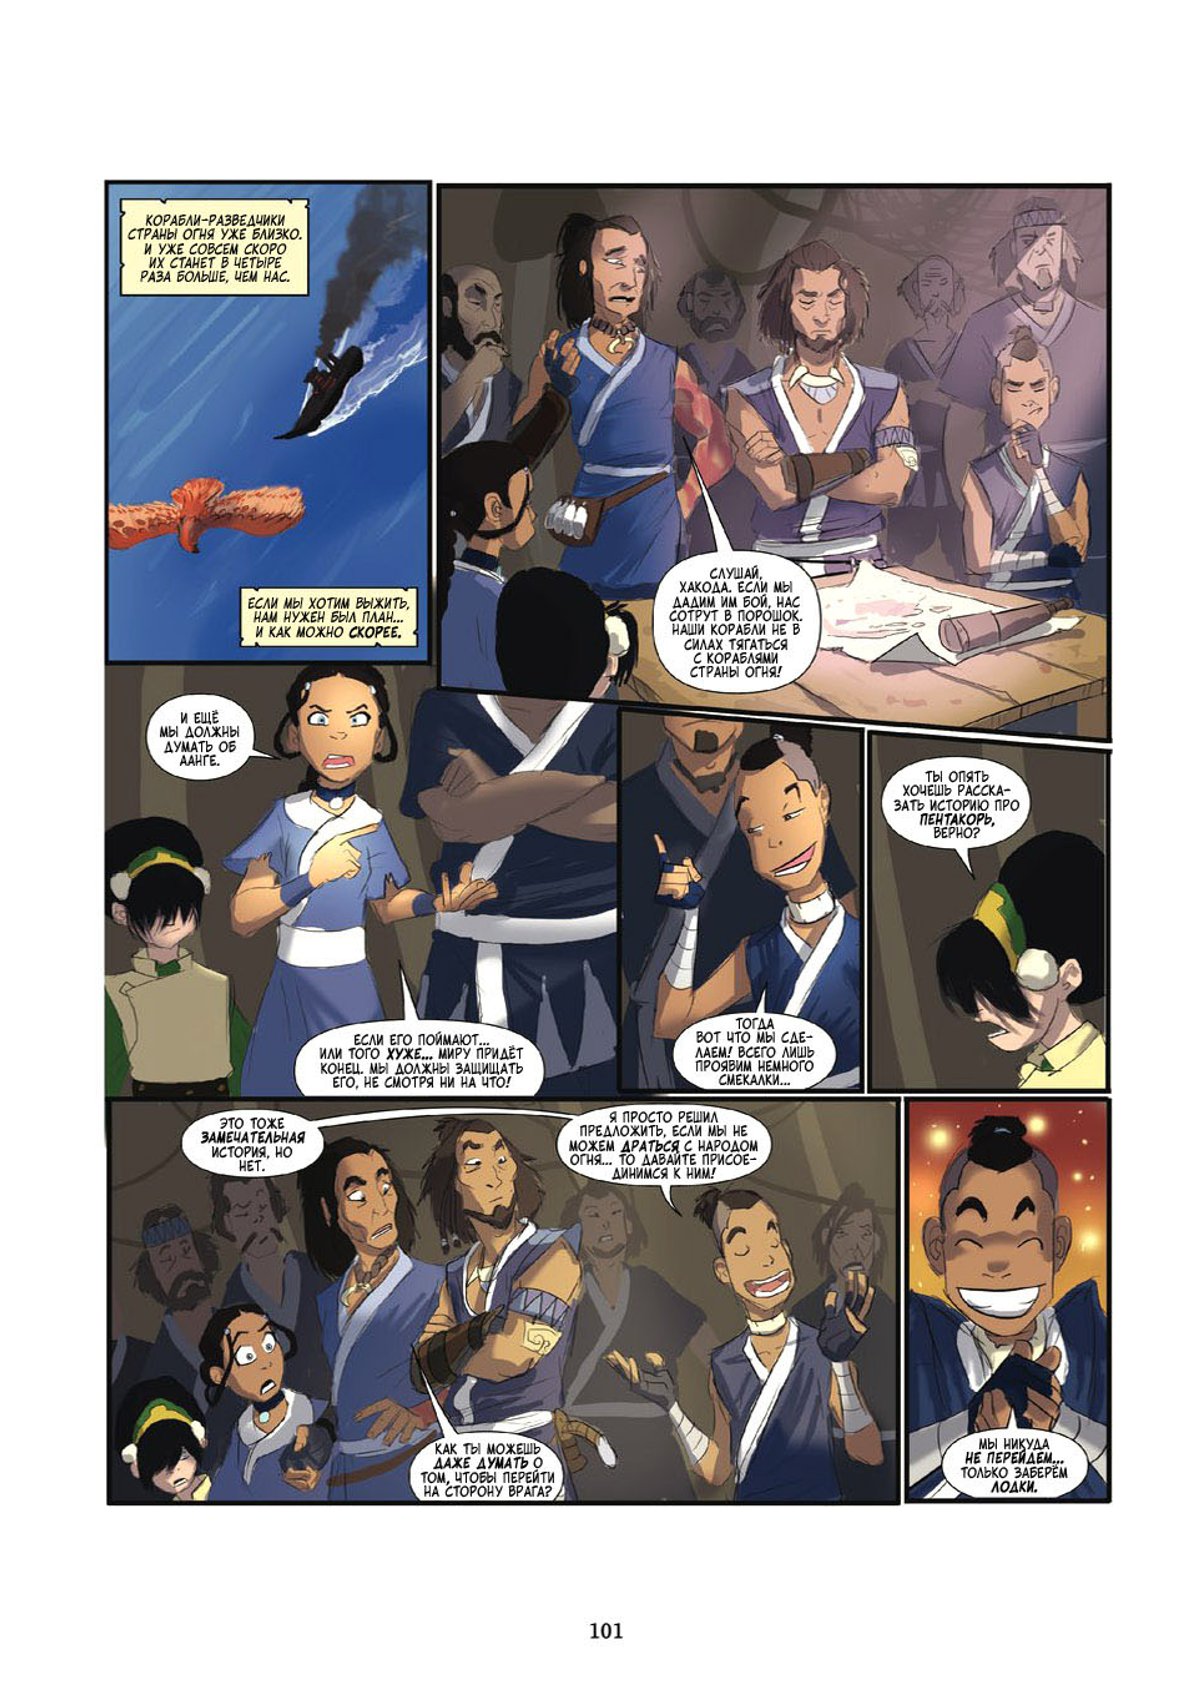 КОРАБЛИ-РАЗВЕДЧИКИ
СТРАНЫ ОГНЯ УЖЕ БЛИЗКО.
И УЖЕ СОВСЕМ СКОРО
ИХ СТАНЕТ В ЧЕТЫРЕ
РАЗА БОЛЬШЕ, ЧЕМ НАС.
ЕСЛИ МЫ ХОТИМ ВЫЖИТЬ,
НАМ НУЖЕН БЫЛ ПЛАН...
И КАК МОЖНО СКОРЕЕ.
СЛУШАЙ,
ХАКОДА. ЕСЛИ МЫ
ДАДИМ ИМ БОЙ, НАС
СОТРУТ В ПОРОШОК.
НАШИ КОРАБЛИ НЕ В
СИЛАХ ТЯГАТЬСЯ
С КОРАБЛЯМИ
СТРАНЫ ОГНЯ!
И ЕЩЁ
МЫ ДОЛЖНЫ
ДУМАТЬ ОБ
ААНГЕ.
ЕСЛИ ЕГО ПОЙМАЮТ...
ИЛИ ТОГО ХУЖЕ... МИРУ ПРИДЁТ
КОНЕЦ. МЫ ДОЛЖНЫ ЗАЩИЩАТЬ
ЕГО, НЕ СМОТРЯ НИ НА ЧТО!
ТОГДА
ВОТ ЧТО МЫ СДЕ-
ЛАЕМ! ВСЕГО ЛИШЬ
ПРОЯВИМ НЕМНОГО
СМЕКАЛКИ...
ТЫ ОПЯТЬ
ХОЧЕШЬ РАССКА-
ЗАТЬ ИСТОРИЮ ПРО
ПЕНТАКОРЬ,
ВЕРНО?
ЭТО ТОЖЕ
ЗАМЕЧАТЕЛЬНАЯ
ИСТОРИЯ, НО
НЕТ.
Я ПРОСТО РЕШИЛ
ПРЕДЛОЖИТЬ, ЕСЛИ МЫ НЕ
МОЖЕМ ДРАТЬСЯ С НАРОДОМ
ОГНЯ... ТО ДАВАЙТЕ ПРИСОЕ-
ДИНИМСЯ К НИМ!
КАК ТЫ МОЖЕШЬ
ДАЖЕ ДУМАТЬ О
ТОМ, ЧТОБЫ ПЕРЕЙТИ
НА СТОРОНУ ВРАГА?
МЫ НИКУДА
НЕ ПЕРЕЙДЕМ...
ТОЛЬКО ЗАБЕРЁМ
ЛОДКИ.
101